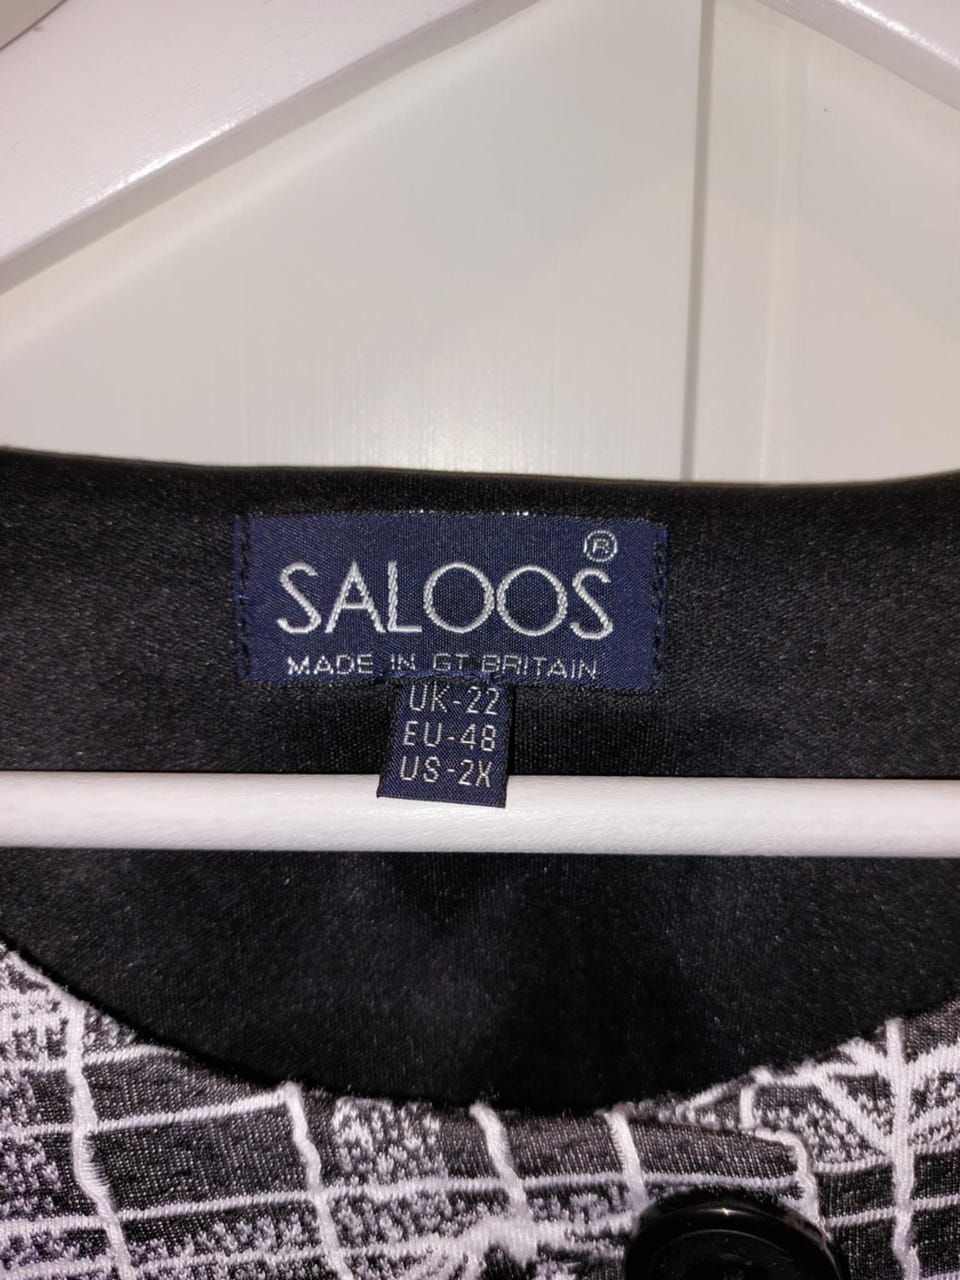 SALOOS®
MADE IN GT BRITAIN
UK-22
EU-48
US-2X